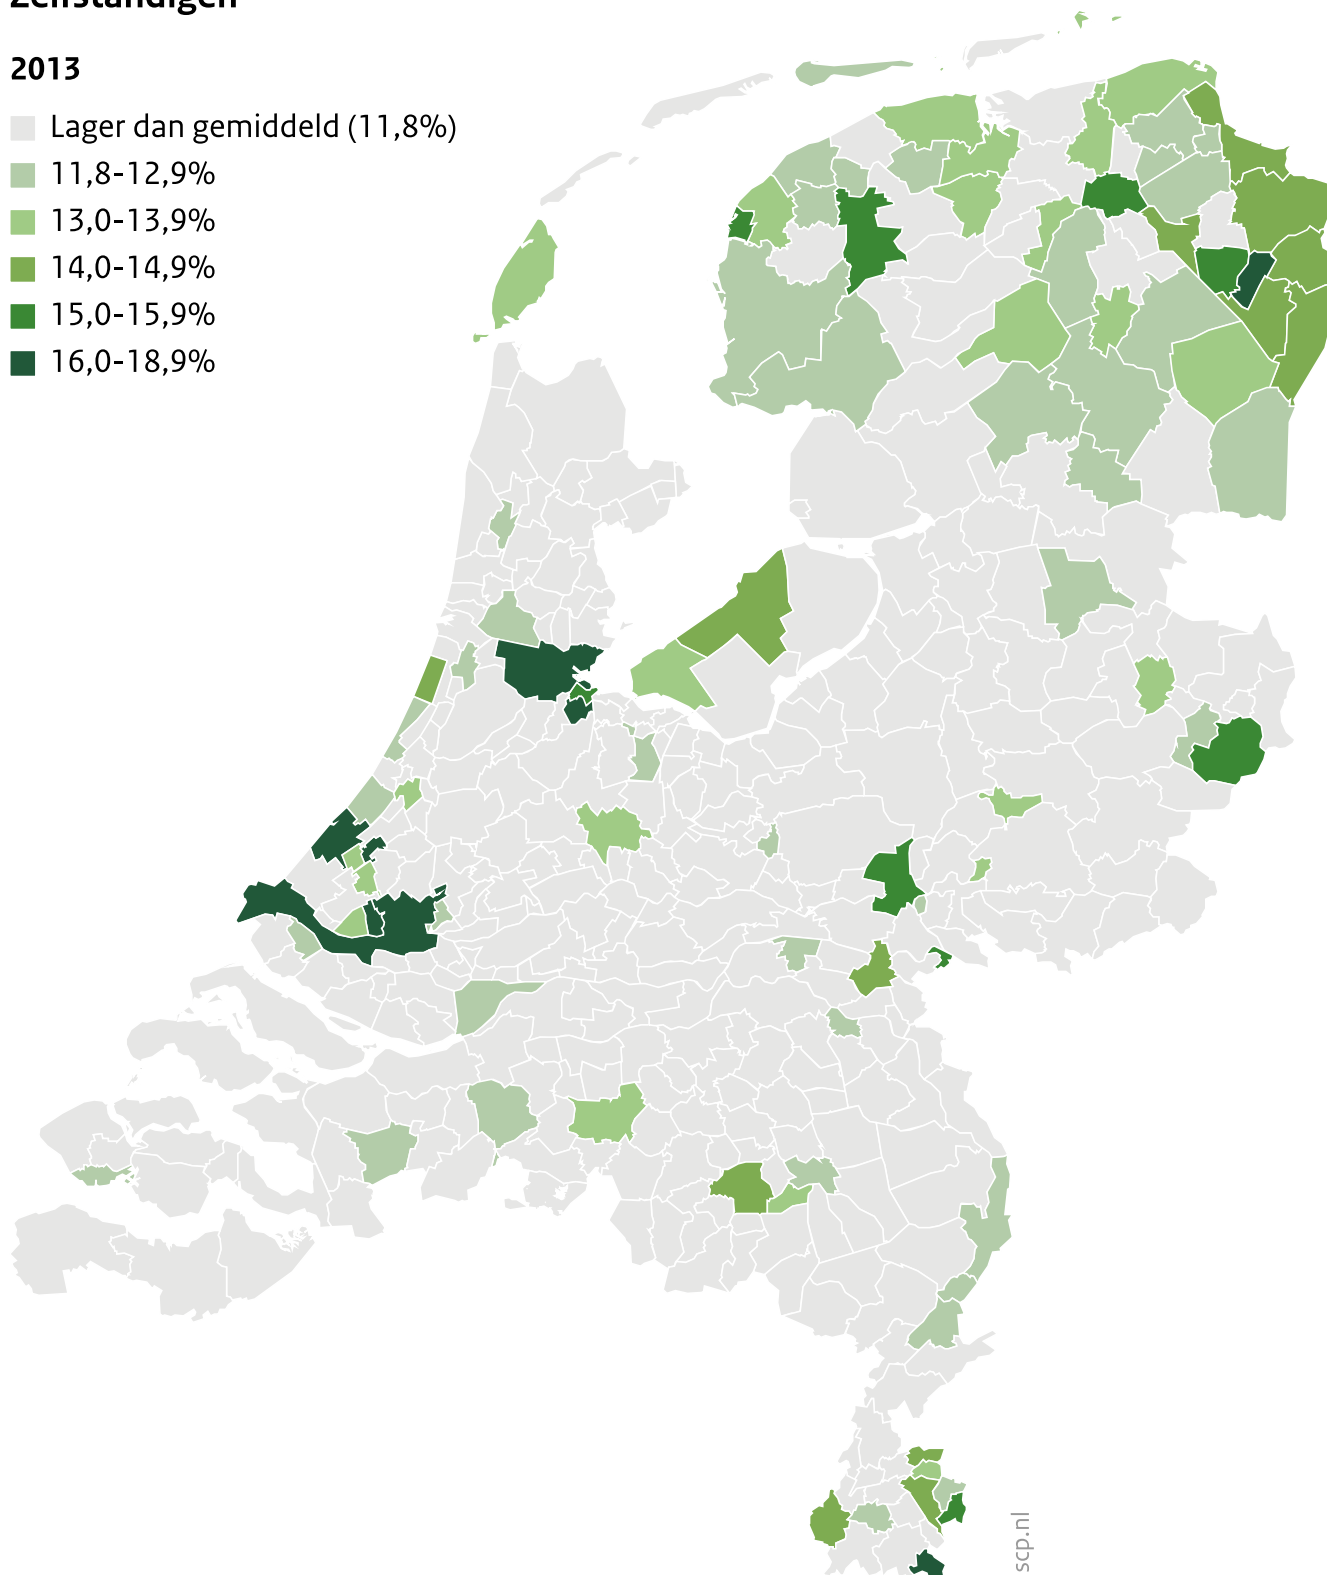 Zelfstandigen
2013
Lager dan gemiddeld (11,8%)
11,8-12,9%
13,0-13,9%
14,0-14,9%
15,0-15,9%
16,0-18,9%
scp.nl